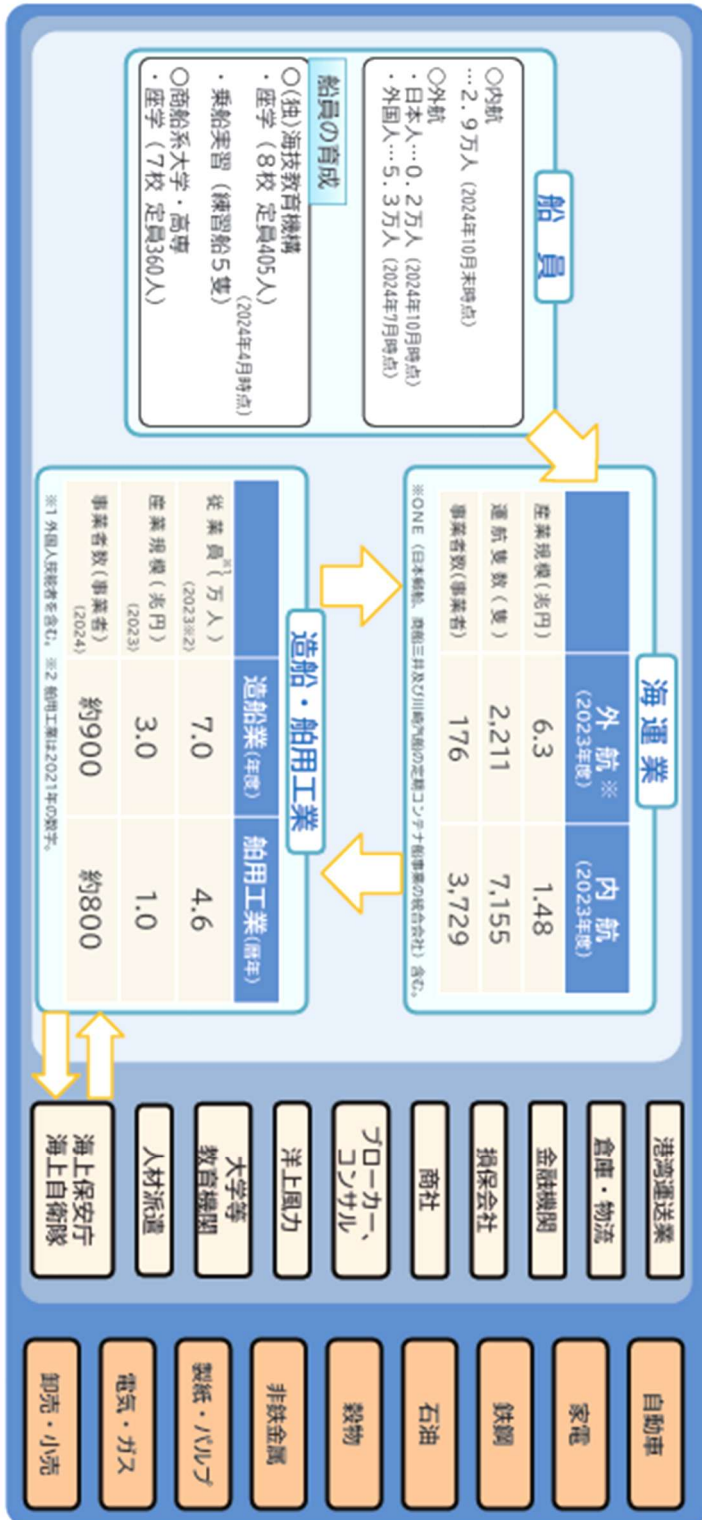 船員
○内航
…2.9万人(2024年10月末時点)
○外航
・日本人…0.2万人(2024年10月時点)
・外国人…5.3万人(2024年7月時点)
船員の育成
○(独)海技教育機構
・座学(8校 定員405人)
(2024年4月時点)
・乗船実習(練習船5隻)
○商船系大学・高専
・座学(7校 定員360人)
海運業
外航※
(2023年度)
内航
(2023年度)
産業規模(兆円) 6.3 1.48
運航隻数(隻) 2,211 7,155
事業者数(事業者) 176 3,729
※ONE(日本郵船、商船三井及び川崎汽船の定期コンテナ船事業の統合会社)含む。
造船・舶用工業
造船業(年度) 舶用工業(暦年)
従業員※1(万人) 7.0 4.6
(2023※2)
産業規模(兆円) 3.0 1.0
(2023)
事業者数(事業者) 約900 約800
(2024)
※1 外国人技能者を含む。 ※2 舶用工業は2021年の数字。
港湾運送業
倉庫・物流
金融機関
損保会社
商社
ブローカー、
コンサル
洋上風力
大学等
教育機関
人材派遣
海上保安庁
海上自衛隊
自動車
家電
鉄鋼
石油
穀物
非鉄金属
製紙・パルプ
電気・ガス
卸売・小売